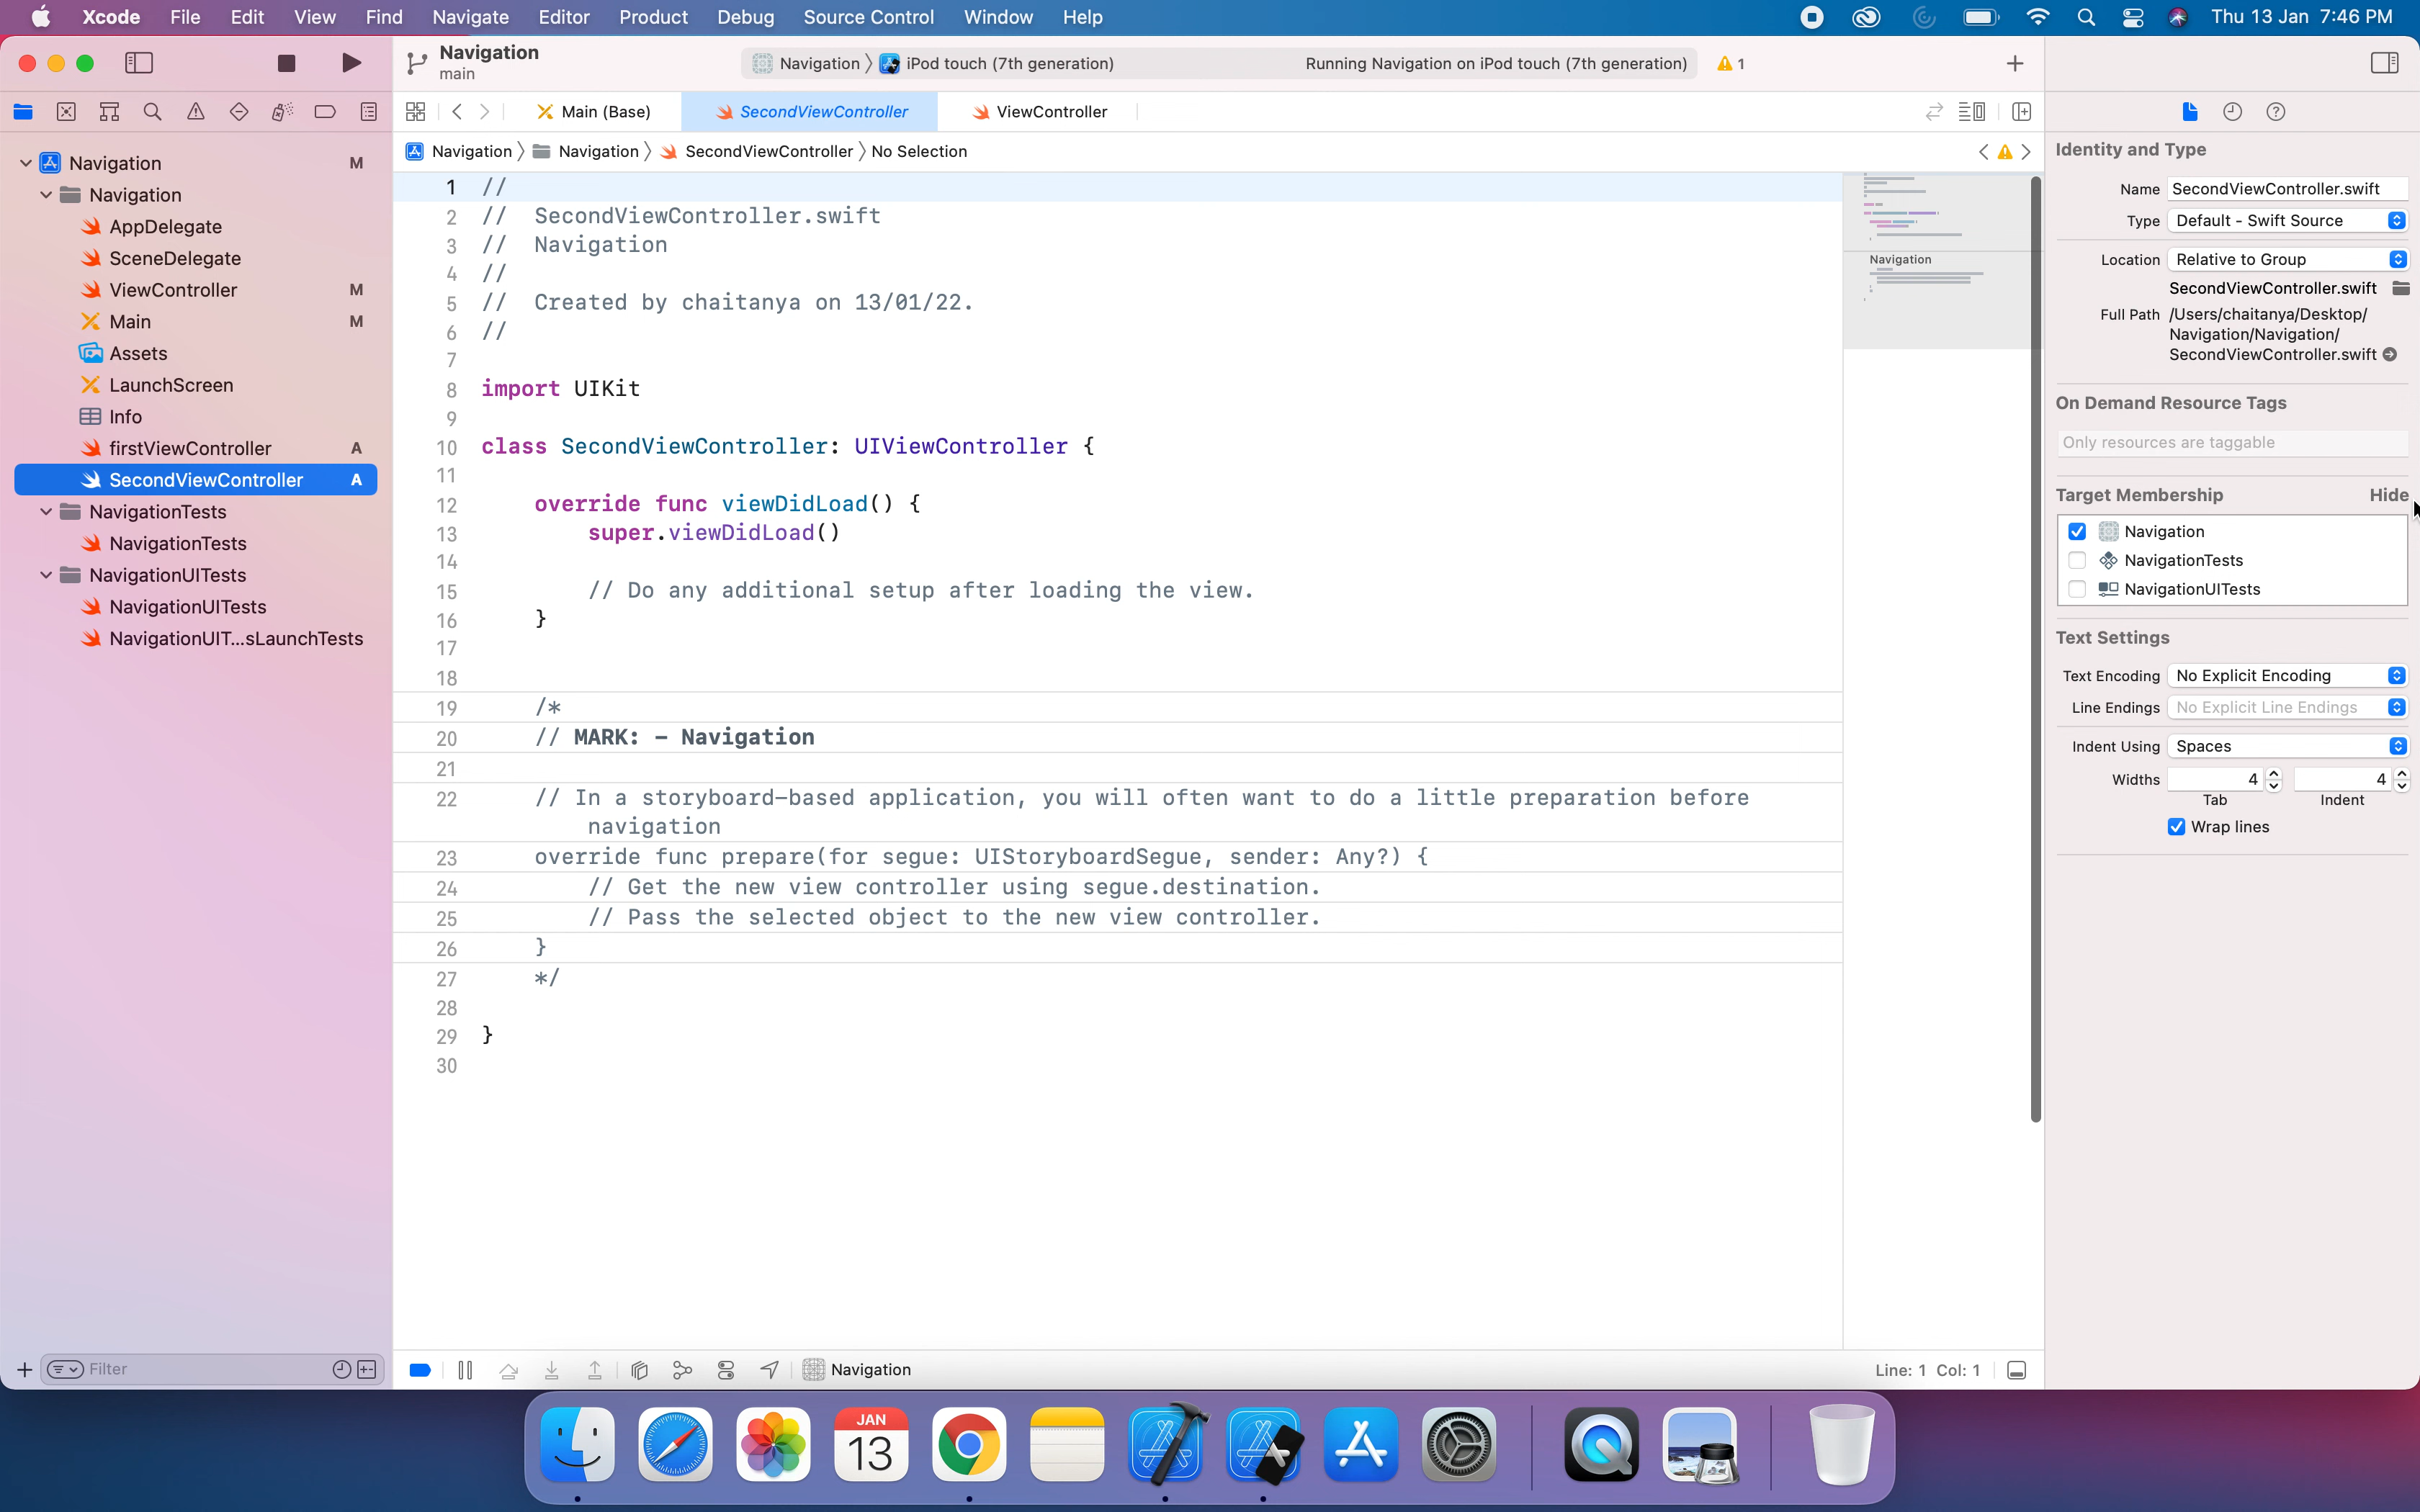 Xcode File Edit View Find Navigate Editor Product Debug Source Control Window Help Thu 13 Jan 7:46 PM
Navigation
main
Navigation iPod touch (7th generation) Running Navigation on iPod touch (7th generation) 1
Main (Base) SecondViewController ViewController
Navigation Navigation SecondViewController No Selection
Navigation M
Navigation
AppDelegate
SceneDelegate
ViewController M
Main M
Assets
LaunchScreen
Info
firstViewController A
SecondViewController A
NavigationTests
NavigationTests
NavigationUITests
NavigationUITests
NavigationUIT...sLaunchTests
Filter
1 //
2 // SecondViewController.swift
3 // Navigation
4 //
5 // Created by chaitanya on 13/01/22.
6 //
7
8 import UIKit
9
10 class SecondViewController: UIViewController {
11
12 override func viewDidLoad() {
13 super.viewDidLoad()
14
15 // Do any additional setup after loading the view.
16 }
17
18
19 /*
20 // MARK: - Navigation
21
22 // In a storyboard-based application, you will often want to do a little preparation before
navigation
23 override func prepare(for segue: UIStoryboardSegue, sender: Any?) {
24 // Get the new view controller using segue.destination.
25 // Pass the selected object to the new view controller.
26 }
27 */
28
29 }
30
Navigation
Navigation
Line: 1 Col: 1
Identity and Type
Name SecondViewController.swift
Type Default - Swift Source
Location Relative to Group
SecondViewController.swift
Full Path /Users/chaitanya/Desktop/
Navigation/Navigation/
SecondViewController.swift
On Demand Resource Tags
Only resources are taggable
Target Membership Hide
Navigation
NavigationTests
NavigationUITests
Text Settings
Text Encoding No Explicit Encoding
Line Endings No Explicit Line Endings
Indent Using Spaces
Widths 4 4
Tab Indent
Wrap lines
JAN
13